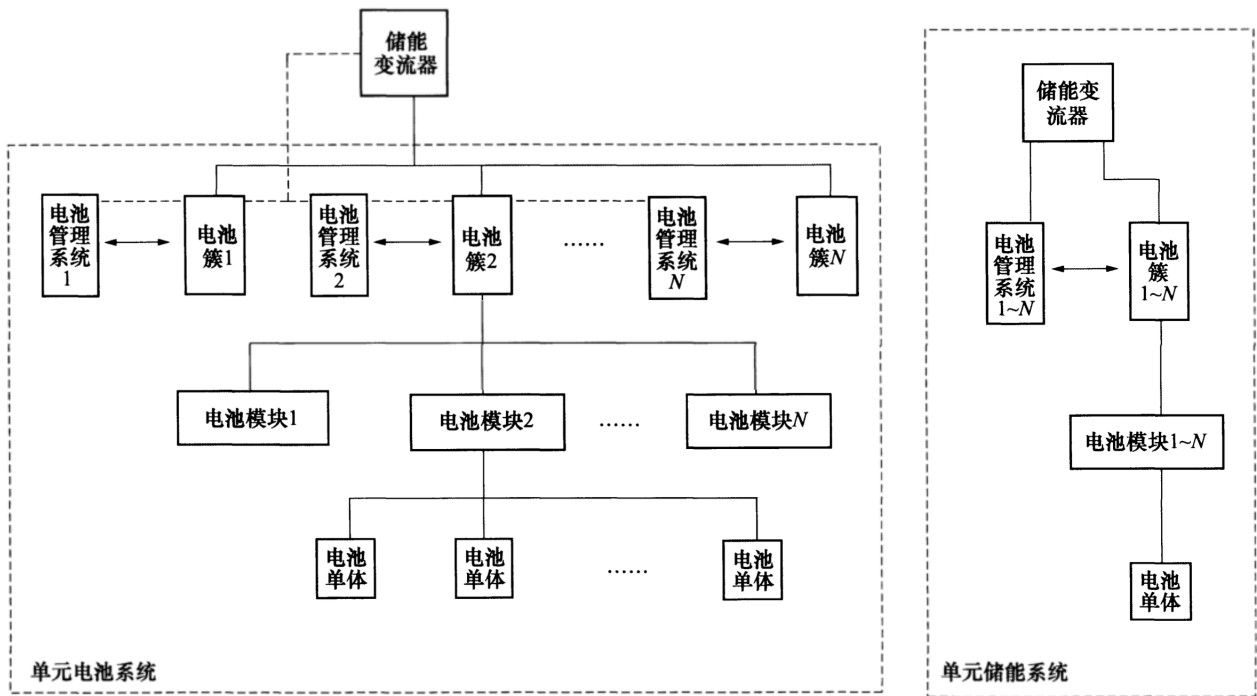 储能
变流器
电池
管理
系统
1
电池
簇1
电池
管理
系统
2
电池
簇2
……
电池
管理
系统
N
电池
簇N
电池模块1
电池模块2
……
电池模块N
电池
单体
电池
单体
……
电池
单体
单元电池系统
储能变
流器
电池
管理
系统
1~N
电池
簇
1~N
电池模块1~N
电池
单体
单元储能系统